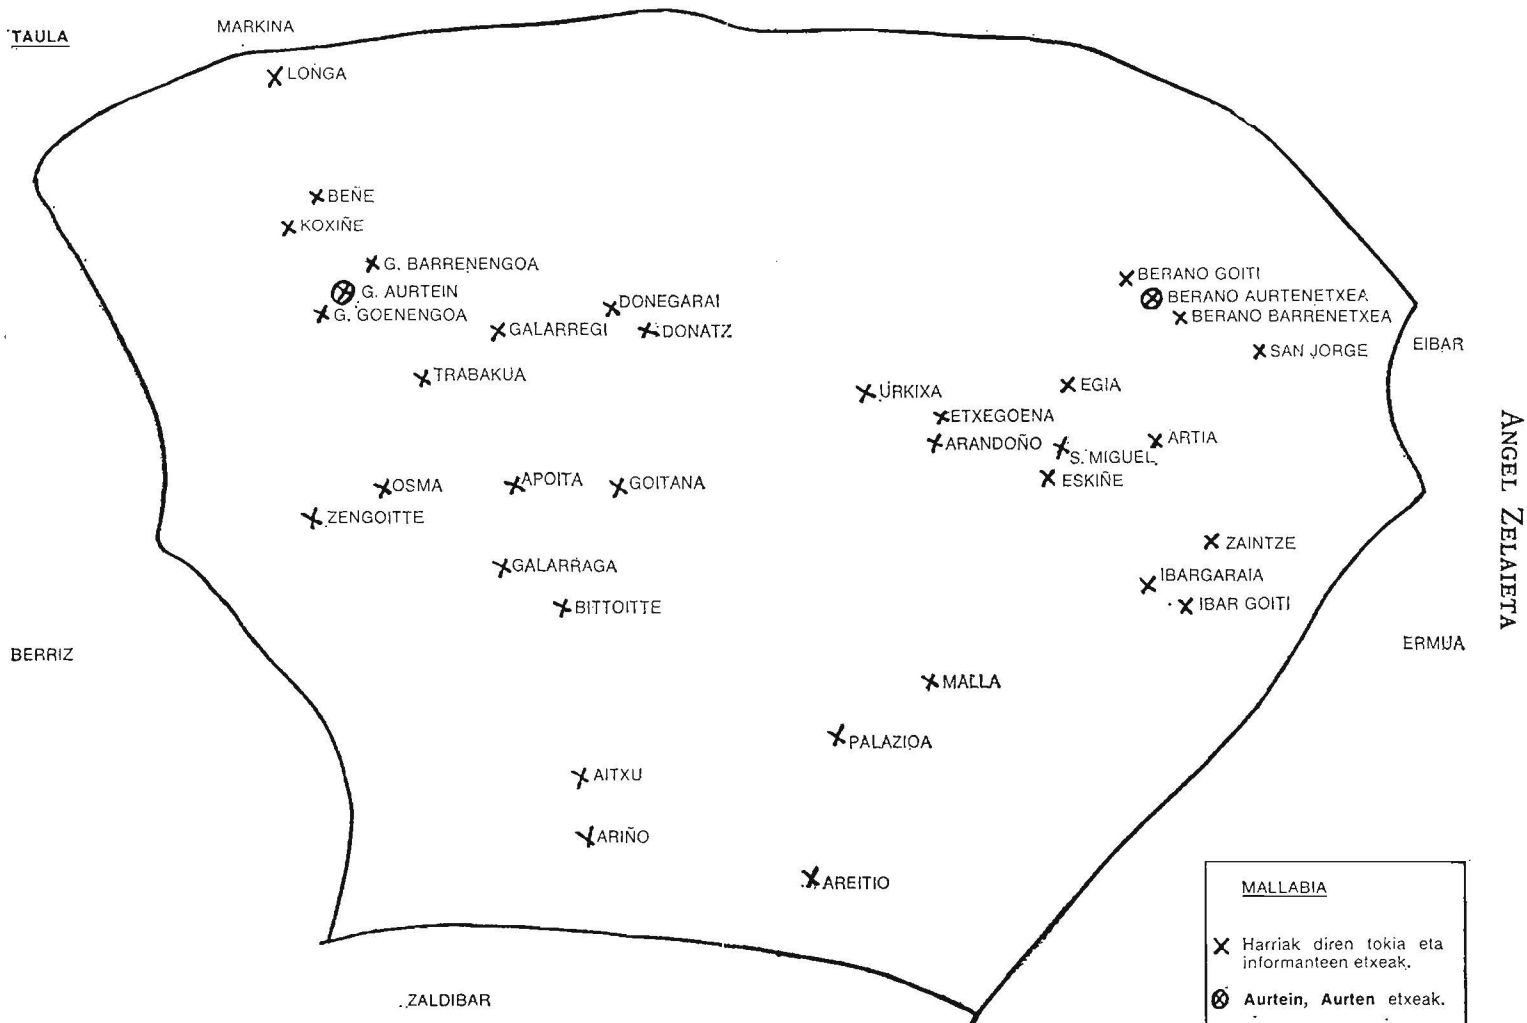 TAULA
MARKINA
LONGA
BEÑE
KOXIÑE
G. BARRENENGOA
G. AURTEIN
G. GOENENGOA
GALARREGI
DONEGARAI
DONATZ
TRABAKUA
BERANO GOITI
BERANO AURTENETXEA
BERANO BARRENETXEA
SAN JORGE
EIBAR
URKIXA
EGIA
ETXEGOENA
ARANDOÑO
S. MIGUEL
ARTIA
ESKIÑE
OSMA
APOITA
GOITANA
ZENGOITTE
GALARRAGA
BITTOITTE
ZAINTZE
IBARGARAIA
IBAR GOITI
BERRIZ
ERMUA
MALLA
PALAZIOA
AITXU
ARIÑO
AREITIO
ZALDIBAR
ANGEL ZELAIETA
MALLABIA
Harriak diren tokia eta
informanteen etxeak.
Aurtein, Aurten etxeak.